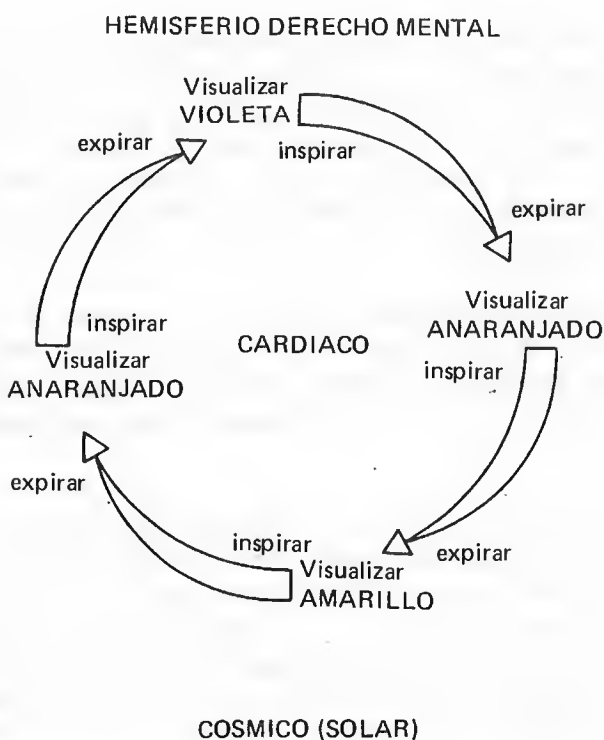 HEMISFERIO DERECHO MENTAL
Visualizar
VIOLETA
expirar
inspirar
expirar
Visualizar
ANARANJADO
inspirar
CARDIACO
inspirar
Visualizar
ANARANJADO
expirar
inspirar
expirar
Visualizar
AMARILLO
COSMICO (SOLAR)